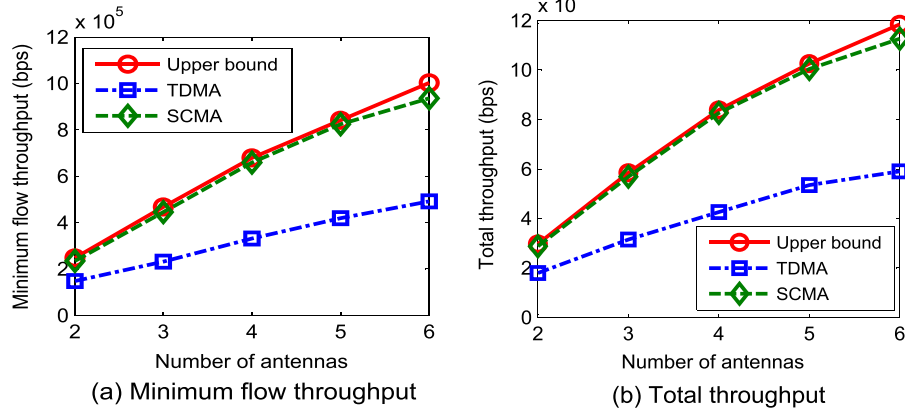 x 10^5
Minimum flow throughput (bps)
12
10
8
6
4
2
0
Upper bound
TDMA
SCMA
2 3 4 5 6
Number of antennas
(a) Minimum flow throughput
x 10
Total throughput (bps)
12
10
8
6
4
2
0
Upper bound
TDMA
SCMA
2 3 4 5 6
Number of antennas
(b) Total throughput